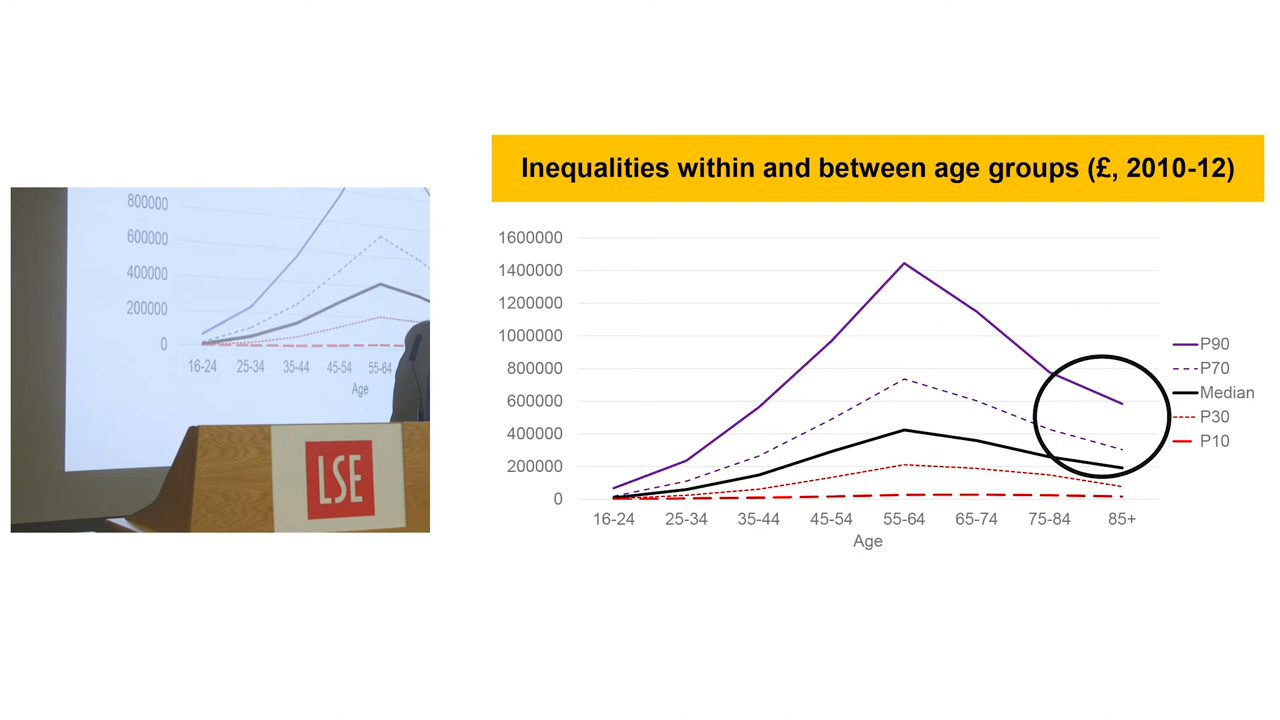 800000
600000
400000
200000
0
16-24 25-34 35-44 45-54 55-64
Age
LSE
Inequalities within and between age groups (£, 2010-12)
1600000
1400000
1200000
1000000
800000
600000
400000
200000
0
16-24 25-34 35-44 45-54 55-64 65-74 75-84 85+
Age
P90
P70
Median
P30
P10